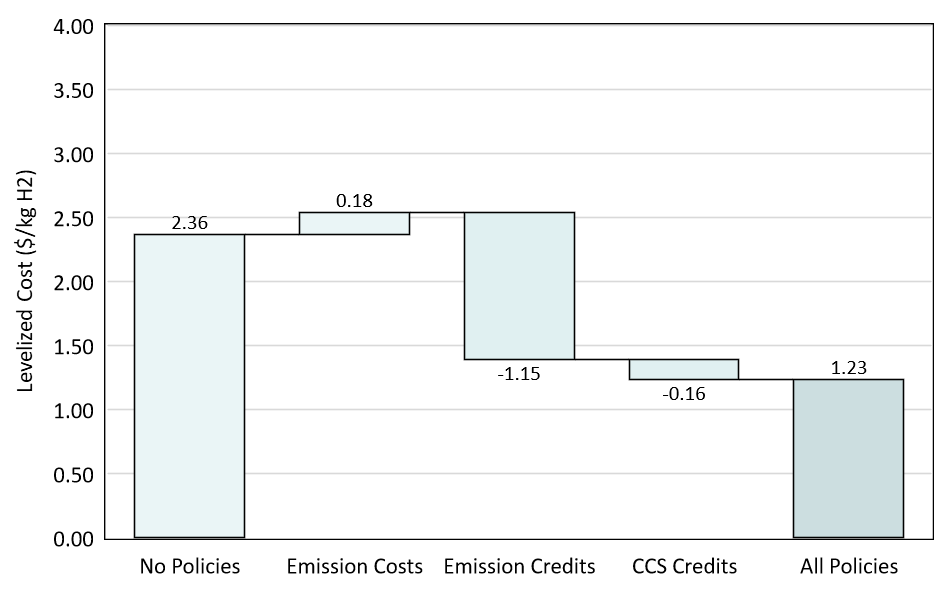 4.00
3.50
3.00
2.50
2.00
1.50
1.00
0.50
0.00
Levelized Cost ($/kg H2)
2.36
0.18
-1.15
-0.16
1.23
No Policies
Emission Costs
Emission Credits
CCS Credits
All Policies